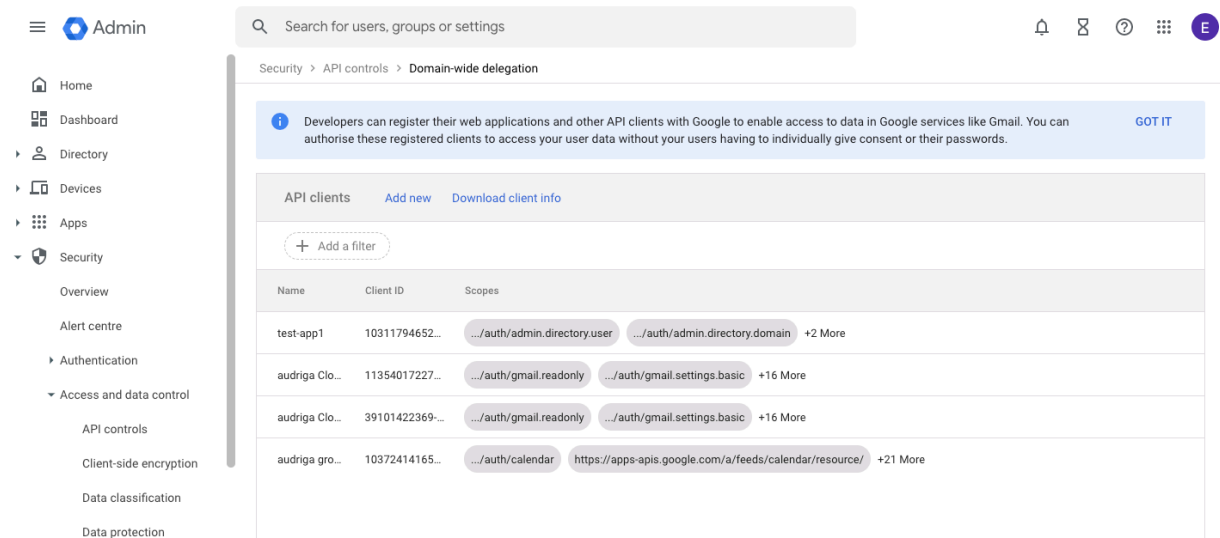 Admin
Search for users, groups or settings
E
Security > API controls > Domain-wide delegation
Home
Dashboard
Directory
Devices
Apps
Security
Overview
Alert centre
Authentication
Access and data control
API controls
Client-side encryption
Data classification
Data protection
Developers can register their web applications and other API clients with Google to enable access to data in Google services like Gmail. You can
authorise these registered clients to access your user data without your users having to individually give consent or their passwords.
GOT IT
API clients Add new Download client info
Add a filter
Name Client ID Scopes
test-app1 10311794652... .../auth/admin.directory.user .../auth/admin.directory.domain +2 More
audriga Clo... 11354017227... .../auth/gmail.readonly .../auth/gmail.settings.basic +16 More
audriga Clo... 39101422369-... .../auth/gmail.readonly .../auth/gmail.settings.basic +16 More
audriga gro... 10372414165... .../auth/calendar https://apps-apis.google.com/a/feeds/calendar/resource/ +21 More